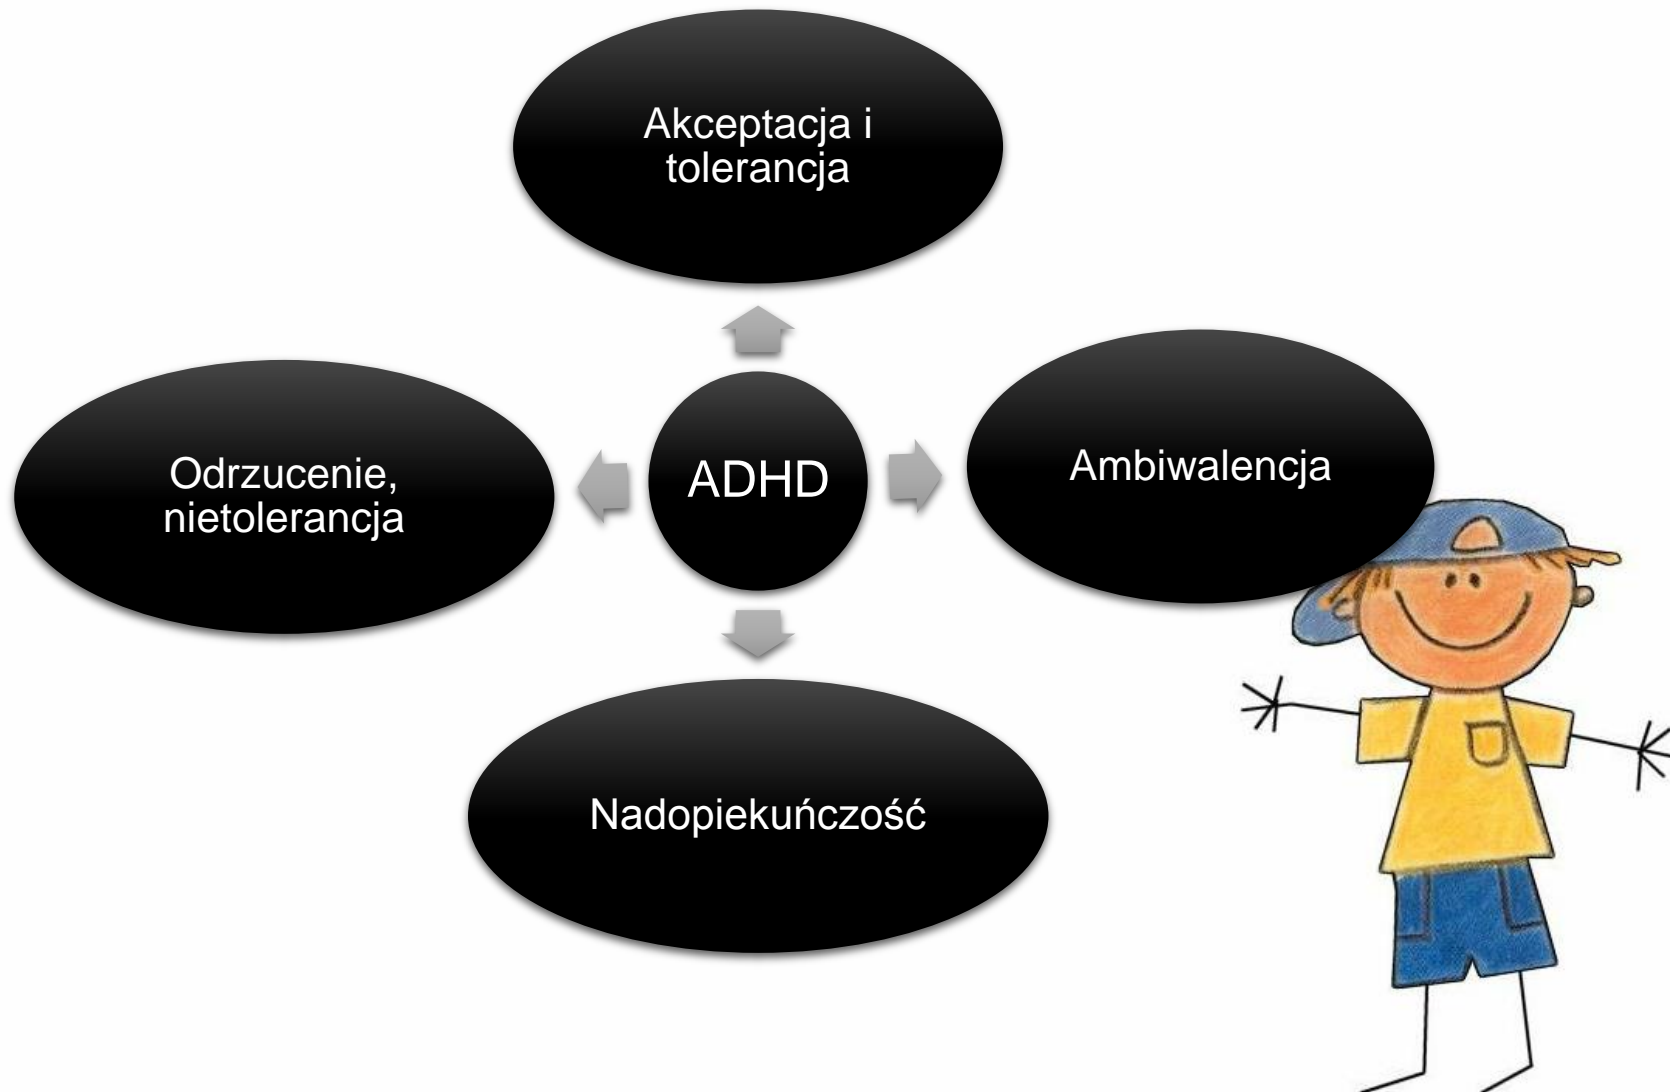 Akceptacja i
tolerancja
Odrzucenie,
nietolerancja
ADHD
Ambiwalencja
Nadopiekuńczość